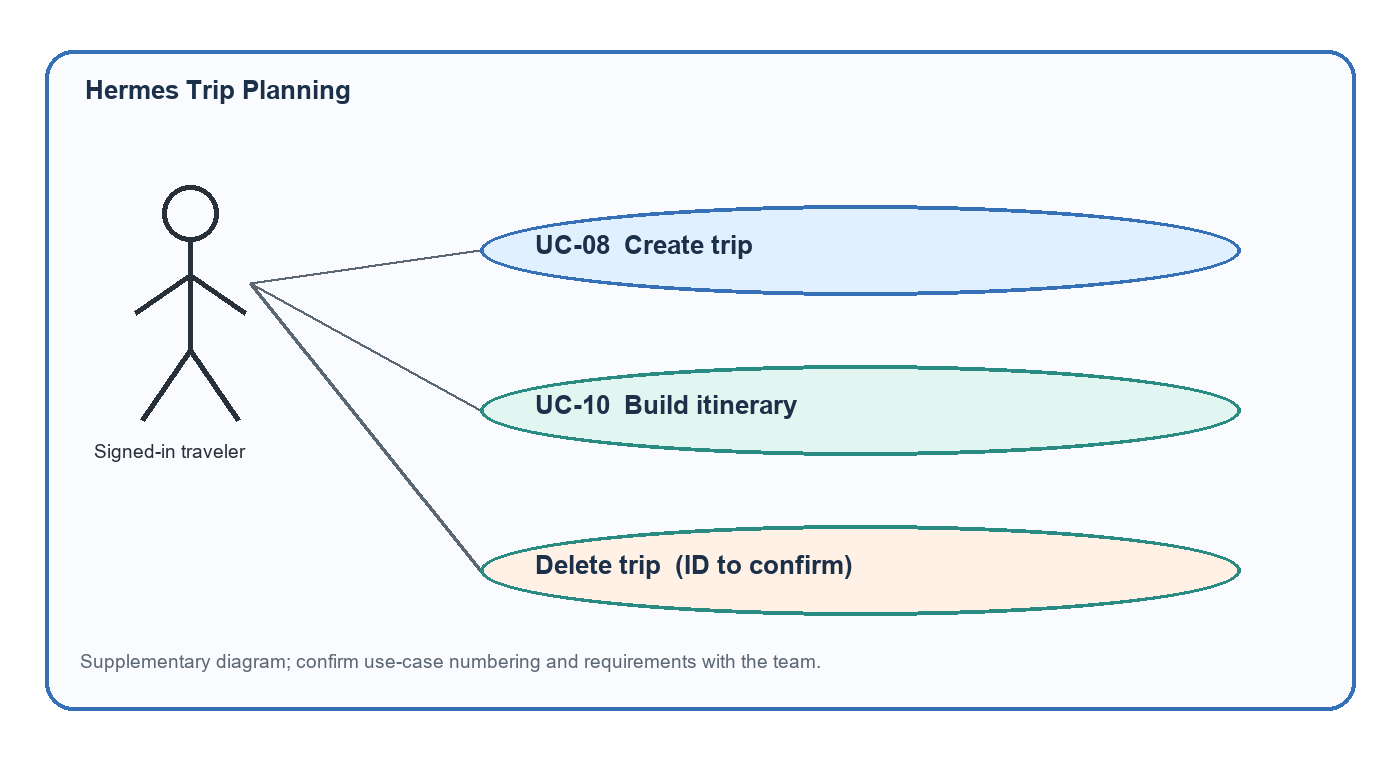 Hermes Trip Planning
UC-08  Create trip
UC-10  Build itinerary
Signed-in traveler
Delete trip  (ID to confirm)
Supplementary diagram; confirm use-case numbering and requirements with the team.